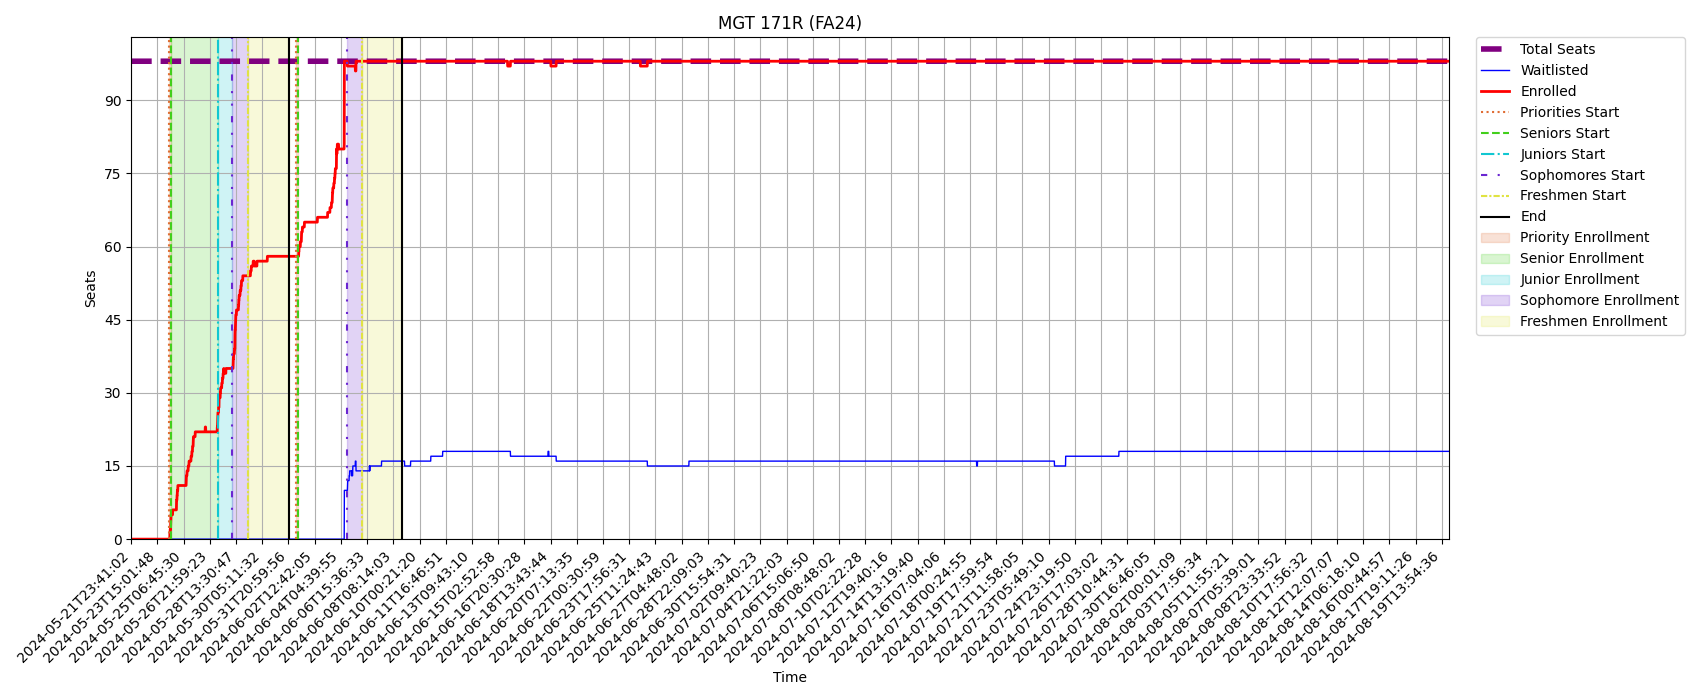 MGT 171R (FA24)
Total Seats
Waitlisted
Enrolled
Priorities Start
Seniors Start
Juniors Start
Sophomores Start
Freshmen Start
End
Priority Enrollment
Senior Enrollment
Junior Enrollment
Sophomore Enrollment
Freshmen Enrollment
Seats
90
75
60
45
30
15
0
2024-05-21T23:41:02
2024-05-23T15:01:48
2024-05-25T06:45:30
2024-05-26T21:59:23
2024-05-28T13:30:47
2024-05-30T05:11:32
2024-05-31T20:59:56
2024-06-02T12:42:05
2024-06-04T04:39:55
2024-06-06T15:36:33
2024-06-08T08:14:03
2024-06-10T00:21:20
2024-06-11T16:46:51
2024-06-13T09:43:10
2024-06-15T02:52:58
2024-06-16T20:30:28
2024-06-18T13:43:44
2024-06-20T07:13:35
2024-06-22T00:30:59
2024-06-23T17:56:31
2024-06-25T11:24:43
2024-06-27T04:48:02
2024-06-28T22:09:03
2024-06-30T15:54:31
2024-07-02T09:40:23
2024-07-04T21:22:03
2024-07-06T15:06:50
2024-07-08T08:48:02
2024-07-10T02:22:28
2024-07-12T19:40:16
2024-07-14T13:19:40
2024-07-16T07:04:06
2024-07-18T00:24:55
2024-07-19T17:59:54
2024-07-21T11:58:05
2024-07-23T05:49:10
2024-07-24T23:19:50
2024-07-26T17:03:02
2024-07-28T10:44:31
2024-07-30T16:46:05
2024-08-02T00:01:09
2024-08-03T17:56:34
2024-08-05T11:55:21
2024-08-07T05:39:01
2024-08-08T23:33:52
2024-08-10T17:56:32
2024-08-12T12:07:07
2024-08-14T06:18:10
2024-08-16T00:44:57
2024-08-17T19:11:26
2024-08-19T13:54:36
Time